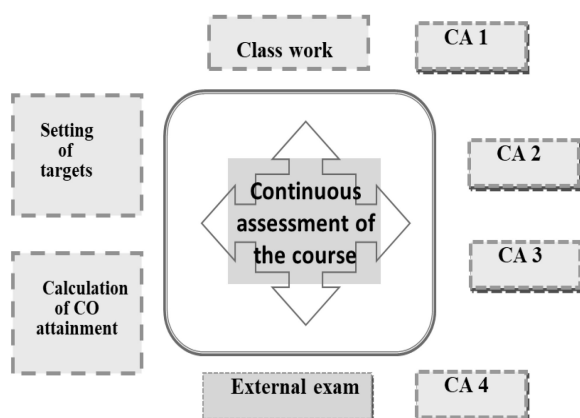 Class work
CA 1
Setting
of
targets
CA 2
Continuous
assessment of
the course
CA 3
Calculation
of CO
attainment
External exam
CA 4